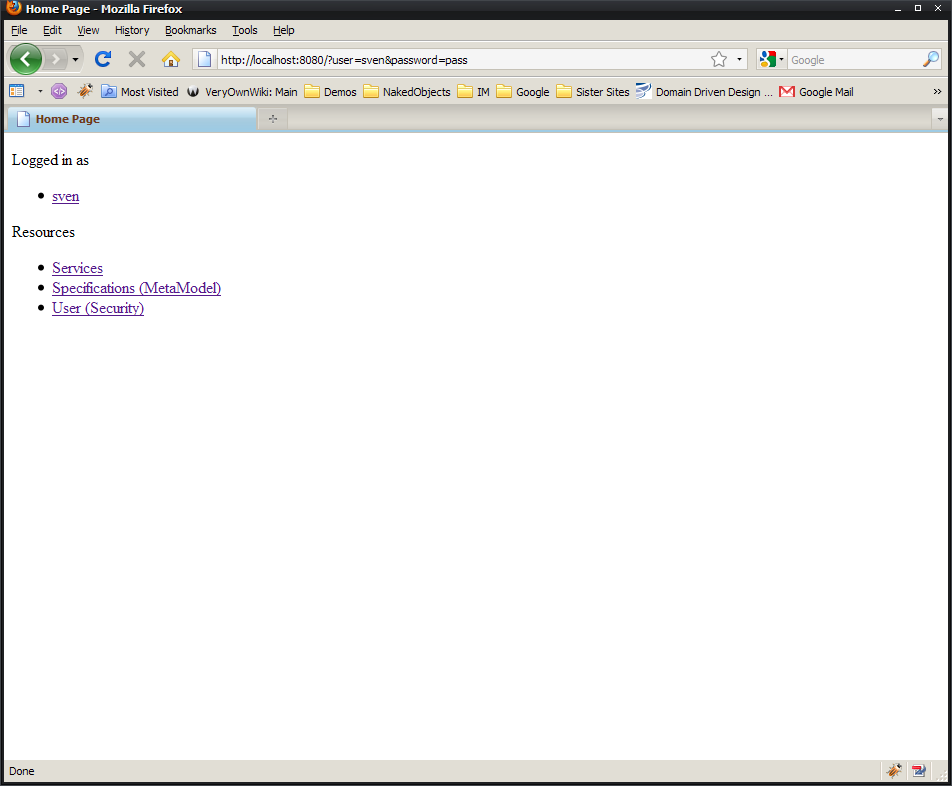 Home Page - Mozilla Firefox
File Edit View History Bookmarks Tools Help
http://localhost:8080/?user=sven&password=pass Google
Most Visited VeryOwnWiki: Main Demos NakedObjects IM Google Sister Sites Domain Driven Design ... Google Mail »
Home Page
Logged in as
• sven
Resources
• Services
• Specifications (MetaModel)
• User (Security)
Done